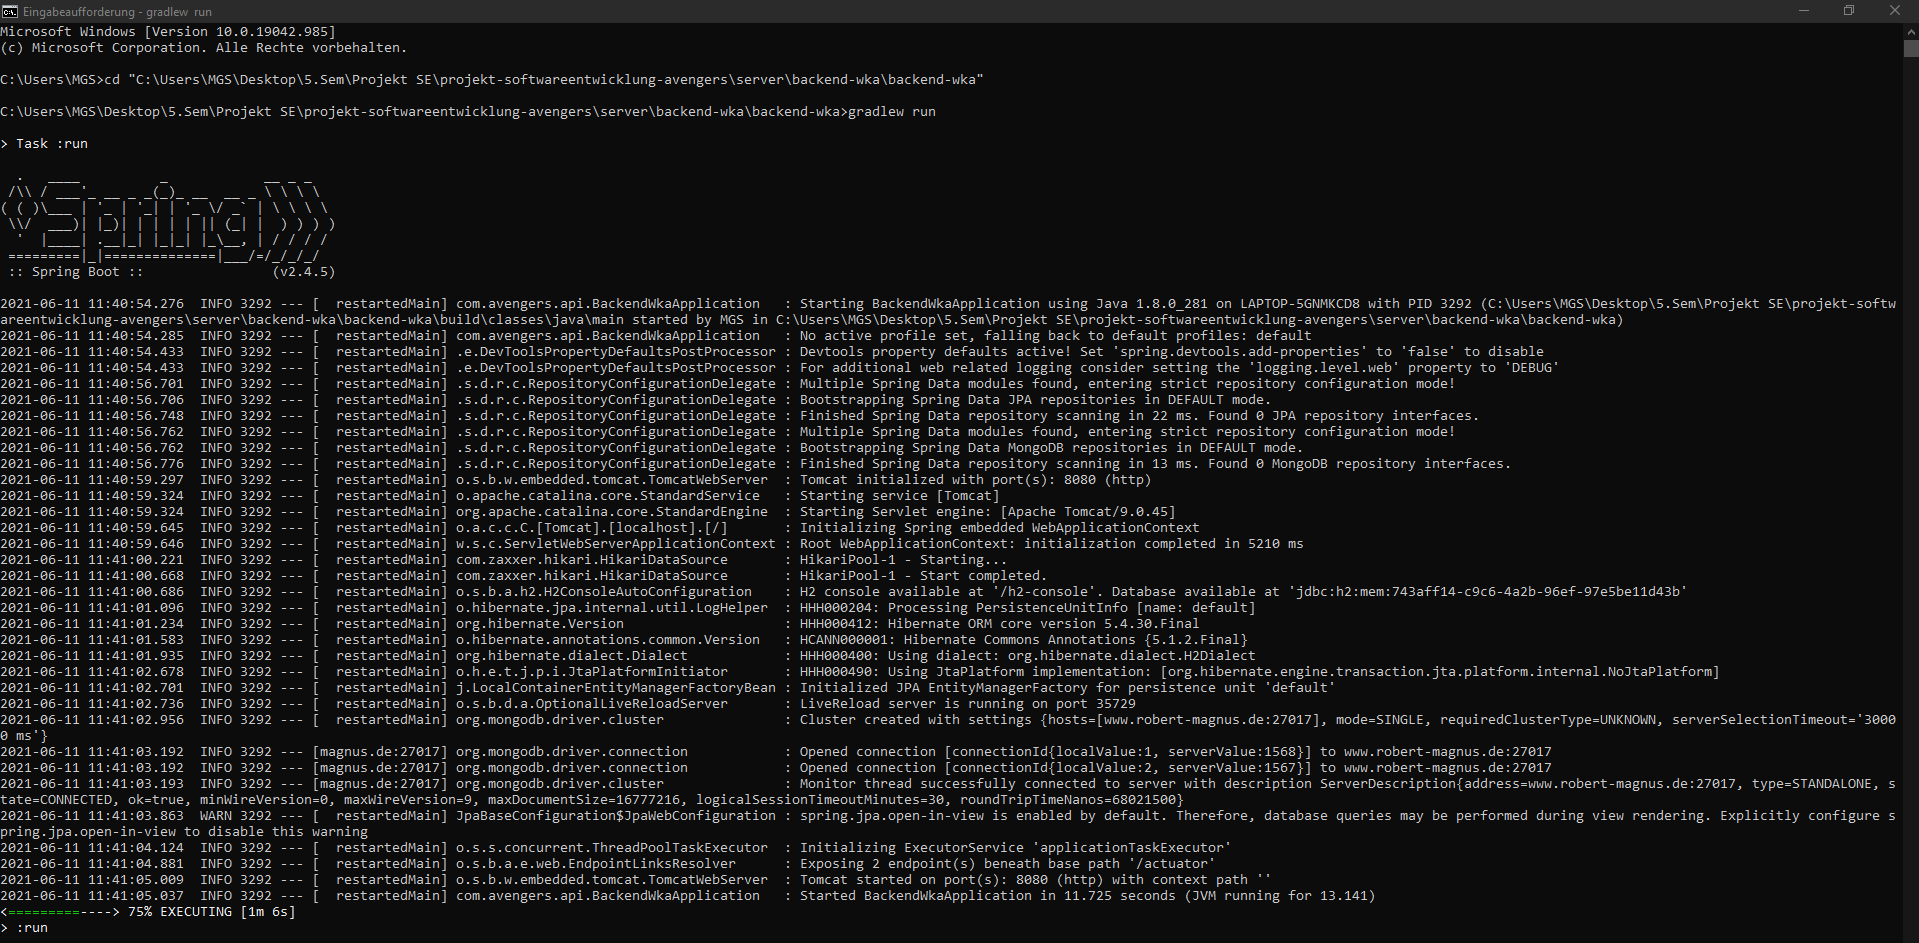 Eingabeaufforderung - gradlew  run
Microsoft Windows [Version 10.0.19042.985]
(c) Microsoft Corporation. Alle Rechte vorbehalten.
C:\Users\MGS>cd "C:\Users\MGS\Desktop\5.Sem\Projekt SE\projekt-softwareentwicklung-avengers\server\backend-wka\backend-wka"
C:\Users\MGS\Desktop\5.Sem\Projekt SE\projekt-softwareentwicklung-avengers\server\backend-wka\backend-wka>gradlew run
> Task :run
Spring
:: Spring Boot ::                (v2.4.5)
2021-06-11 11:40:54.276  INFO 3292 --- [  restartedMain] com.avengers.api.BackendWkaApplication   : Starting BackendWkaApplication using Java 1.8.0_281 on LAPTOP-5GNMKCD8 with PID 3292 (C:\Users\MGS\Desktop\5.Sem\Projekt SE\projekt-softw
areentwicklung-avengers\server\backend-wka\backend-wka\build\classes\java\main started by MGS in C:\Users\MGS\Desktop\5.Sem\Projekt SE\projekt-softwareentwicklung-avengers\server\backend-wka\backend-wka)
2021-06-11 11:40:54.285  INFO 3292 --- [  restartedMain] com.avengers.api.BackendWkaApplication   : No active profile set, falling back to default profiles: default
2021-06-11 11:40:54.433  INFO 3292 --- [  restartedMain] .e.DevToolsPropertyDefaultsPostProcessor : Devtools property defaults active! Set 'spring.devtools.add-properties' to 'false' to disable
2021-06-11 11:40:54.433  INFO 3292 --- [  restartedMain] .e.DevToolsPropertyDefaultsPostProcessor : For additional web related logging consider setting the 'logging.level.web' property to 'DEBUG'
2021-06-11 11:40:56.701  INFO 3292 --- [  restartedMain] .s.d.r.c.RepositoryConfigurationDelegate : Multiple Spring Data modules found, entering strict repository configuration mode!
2021-06-11 11:40:56.706  INFO 3292 --- [  restartedMain] .s.d.r.c.RepositoryConfigurationDelegate : Bootstrapping Spring Data JPA repositories in DEFAULT mode.
2021-06-11 11:40:56.748  INFO 3292 --- [  restartedMain] .s.d.r.c.RepositoryConfigurationDelegate : Finished Spring Data repository scanning in 22 ms. Found 0 JPA repository interfaces.
2021-06-11 11:40:56.762  INFO 3292 --- [  restartedMain] .s.d.r.c.RepositoryConfigurationDelegate : Multiple Spring Data modules found, entering strict repository configuration mode!
2021-06-11 11:40:56.762  INFO 3292 --- [  restartedMain] .s.d.r.c.RepositoryConfigurationDelegate : Bootstrapping Spring Data MongoDB repositories in DEFAULT mode.
2021-06-11 11:40:56.776  INFO 3292 --- [  restartedMain] .s.d.r.c.RepositoryConfigurationDelegate : Finished Spring Data repository scanning in 13 ms. Found 0 MongoDB repository interfaces.
2021-06-11 11:40:59.297  INFO 3292 --- [  restartedMain] o.s.b.w.embedded.tomcat.TomcatWebServer  : Tomcat initialized with port(s): 8080 (http)
2021-06-11 11:40:59.324  INFO 3292 --- [  restartedMain] o.apache.catalina.core.StandardService   : Starting service [Tomcat]
2021-06-11 11:40:59.324  INFO 3292 --- [  restartedMain] org.apache.catalina.core.StandardEngine  : Starting Servlet engine: [Apache Tomcat/9.0.45]
2021-06-11 11:40:59.645  INFO 3292 --- [  restartedMain] o.a.c.c.C.[Tomcat].[localhost].[/]       : Initializing Spring embedded WebApplicationContext
2021-06-11 11:40:59.646  INFO 3292 --- [  restartedMain] w.s.c.ServletWebServerApplicationContext : Root WebApplicationContext: initialization completed in 5210 ms
2021-06-11 11:41:00.221  INFO 3292 --- [  restartedMain] com.zaxxer.hikari.HikariDataSource       : HikariPool-1 - Starting...
2021-06-11 11:41:00.668  INFO 3292 --- [  restartedMain] com.zaxxer.hikari.HikariDataSource       : HikariPool-1 - Start completed.
2021-06-11 11:41:00.686  INFO 3292 --- [  restartedMain] o.s.b.a.h2.H2ConsoleAutoConfiguration    : H2 console available at '/h2-console'. Database available at 'jdbc:h2:mem:743aff14-c9c6-4a2b-96ef-97e5be11d43b'
2021-06-11 11:41:01.096  INFO 3292 --- [  restartedMain] o.hibernate.jpa.internal.util.LogHelper  : HHH000204: Processing PersistenceUnitInfo [name: default]
2021-06-11 11:41:01.234  INFO 3292 --- [  restartedMain] org.hibernate.Version                    : HHH000412: Hibernate ORM core version 5.4.30.Final
2021-06-11 11:41:01.583  INFO 3292 --- [  restartedMain] o.hibernate.annotations.common.Version   : HCANN000001: Hibernate Commons Annotations {5.1.2.Final}
2021-06-11 11:41:01.935  INFO 3292 --- [  restartedMain] org.hibernate.dialect.Dialect            : HHH000400: Using dialect: org.hibernate.dialect.H2Dialect
2021-06-11 11:41:02.678  INFO 3292 --- [  restartedMain] o.h.e.t.j.p.i.JtaPlatformInitiator       : HHH000490: Using JtaPlatform implementation: [org.hibernate.engine.transaction.jta.platform.internal.NoJtaPlatform]
2021-06-11 11:41:02.701  INFO 3292 --- [  restartedMain] j.LocalContainerEntityManagerFactoryBean : Initialized JPA EntityManagerFactory for persistence unit 'default'
2021-06-11 11:41:02.736  INFO 3292 --- [  restartedMain] o.s.b.d.a.OptionalLiveReloadServer       : LiveReload server is running on port 35729
2021-06-11 11:41:02.956  INFO 3292 --- [  restartedMain] org.mongodb.driver.cluster               : Cluster created with settings {hosts=[www.robert-magnus.de:27017], mode=SINGLE, requiredClusterType=UNKNOWN, serverSelectionTimeout='3000
0 ms'}
2021-06-11 11:41:03.192  INFO 3292 --- [magnus.de:27017] org.mongodb.driver.connection            : Opened connection [connectionId{localValue:1, serverValue:1568}] to www.robert-magnus.de:27017
2021-06-11 11:41:03.192  INFO 3292 --- [magnus.de:27017] org.mongodb.driver.connection            : Opened connection [connectionId{localValue:2, serverValue:1567}] to www.robert-magnus.de:27017
2021-06-11 11:41:03.193  INFO 3292 --- [magnus.de:27017] org.mongodb.driver.cluster               : Monitor thread successfully connected to server with description ServerDescription{address=www.robert-magnus.de:27017, type=STANDALONE, s
tate=CONNECTED, ok=true, minWireVersion=0, maxWireVersion=9, maxDocumentSize=16777216, logicalSessionTimeoutMinutes=30, roundTripTimeNanos=68021500}
2021-06-11 11:41:03.863  WARN 3292 --- [  restartedMain] JpaBaseConfiguration$JpaWebConfiguration : spring.jpa.open-in-view is enabled by default. Therefore, database queries may be performed during view rendering. Explicitly configure s
pring.jpa.open-in-view to disable this warning
2021-06-11 11:41:04.124  INFO 3292 --- [  restartedMain] o.s.s.concurrent.ThreadPoolTaskExecutor  : Initializing ExecutorService 'applicationTaskExecutor'
2021-06-11 11:41:04.881  INFO 3292 --- [  restartedMain] o.s.b.a.e.web.EndpointLinksResolver      : Exposing 2 endpoint(s) beneath base path '/actuator'
2021-06-11 11:41:05.009  INFO 3292 --- [  restartedMain] o.s.b.w.embedded.tomcat.TomcatWebServer  : Tomcat started on port(s): 8080 (http) with context path ''
2021-06-11 11:41:05.037  INFO 3292 --- [  restartedMain] com.avengers.api.BackendWkaApplication   : Started BackendWkaApplication in 11.725 seconds (JVM running for 13.141)
<=========----> 75% EXECUTING [1m 6s]
> :run